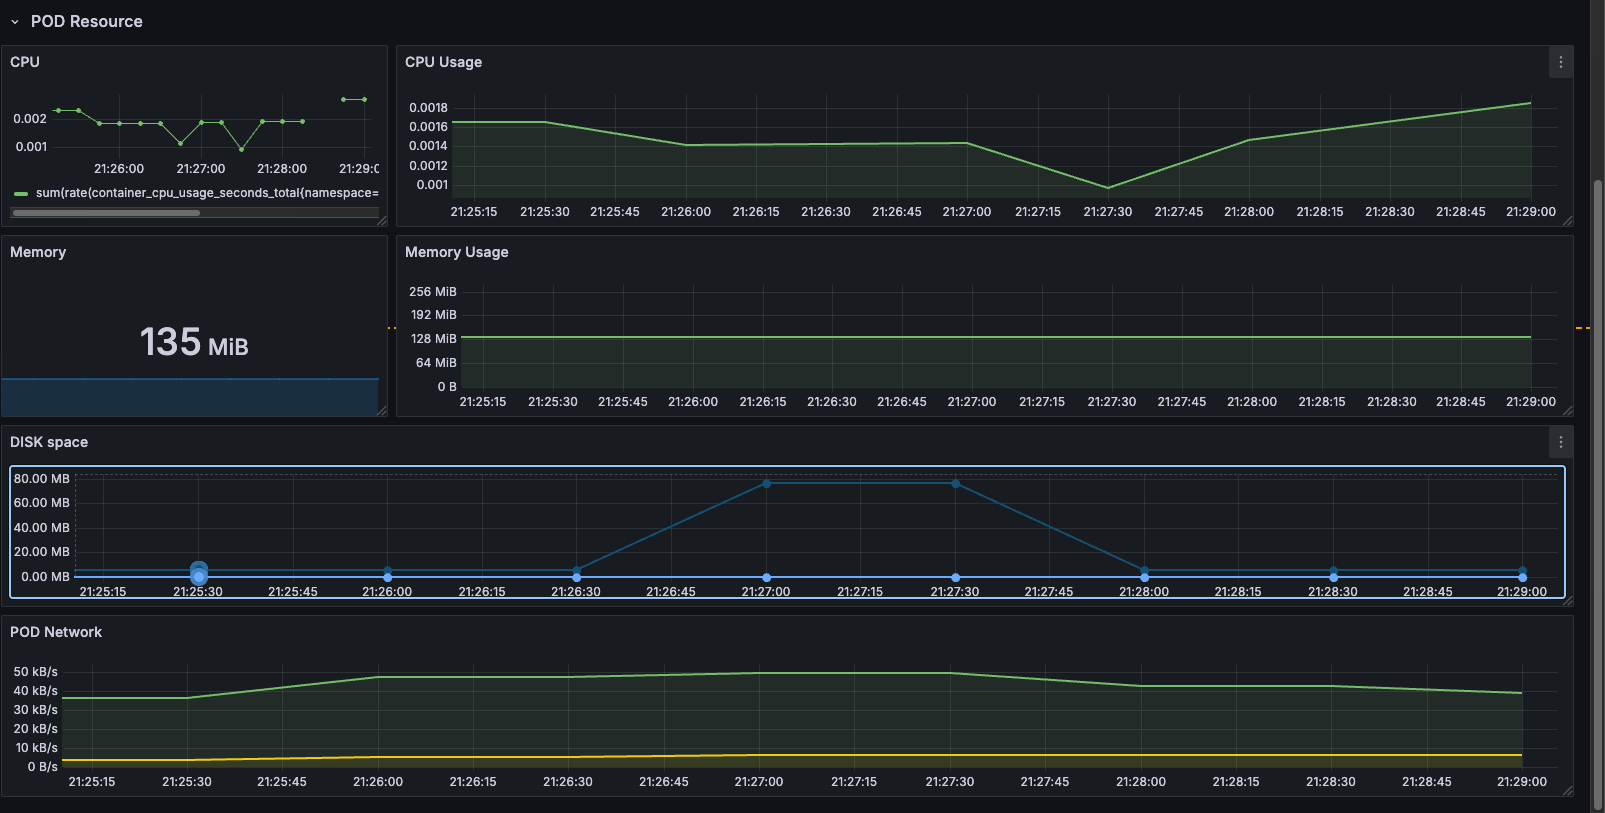 POD Resource
CPU
0.002
0.001
21:26:00 21:27:00 21:28:00 21:29:0
sum(rate(container_cpu_usage_seconds_total{namespace=
CPU Usage
0.0018
0.0016
0.0014
0.0012
0.001
21:25:15 21:25:30 21:25:45 21:26:00 21:26:15 21:26:30 21:26:45 21:27:00 21:27:15 21:27:30 21:27:45 21:28:00 21:28:15 21:28:30 21:28:45 21:29:00
Memory
135 MiB
Memory Usage
256 MiB
192 MiB
128 MiB
64 MiB
0 B
21:25:15 21:25:30 21:25:45 21:26:00 21:26:15 21:26:30 21:26:45 21:27:00 21:27:15 21:27:30 21:27:45 21:28:00 21:28:15 21:28:30 21:28:45 21:29:00
DISK space
80.00 MB
60.00 MB
40.00 MB
20.00 MB
0.00 MB
21:25:15 21:25:30 21:25:45 21:26:00 21:26:15 21:26:30 21:26:45 21:27:00 21:27:15 21:27:30 21:27:45 21:28:00 21:28:15 21:28:30 21:28:45 21:29:00
POD Network
50 kB/s
40 kB/s
30 kB/s
20 kB/s
10 kB/s
0 B/s
21:25:15 21:25:30 21:25:45 21:26:00 21:26:15 21:26:30 21:26:45 21:27:00 21:27:15 21:27:30 21:27:45 21:28:00 21:28:15 21:28:30 21:28:45 21:29:00